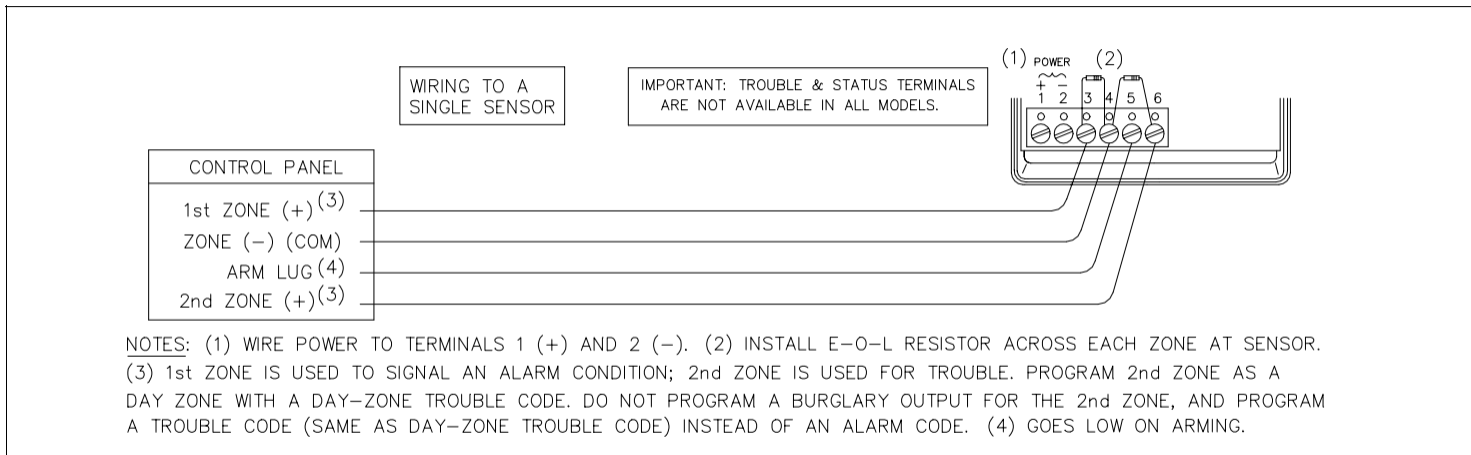 (1) POWER (2)
+ −
1 2 3 4 5 6
WIRING TO A
SINGLE SENSOR
IMPORTANT: TROUBLE & STATUS TERMINALS
ARE NOT AVAILABLE IN ALL MODELS.
CONTROL PANEL
1st ZONE (+)(3)
ZONE (−) (COM)
ARM LUG(4)
2nd ZONE (+)(3)
NOTES: (1) WIRE POWER TO TERMINALS 1 (+) AND 2 (−). (2) INSTALL E−O−L RESISTOR ACROSS EACH ZONE AT SENSOR.
(3) 1st ZONE IS USED TO SIGNAL AN ALARM CONDITION; 2nd ZONE IS USED FOR TROUBLE. PROGRAM 2nd ZONE AS A
DAY ZONE WITH A DAY−ZONE TROUBLE CODE. DO NOT PROGRAM A BURGLARY OUTPUT FOR THE 2nd ZONE, AND PROGRAM
A TROUBLE CODE (SAME AS DAY−ZONE TROUBLE CODE) INSTEAD OF AN ALARM CODE. (4) GOES LOW ON ARMING.